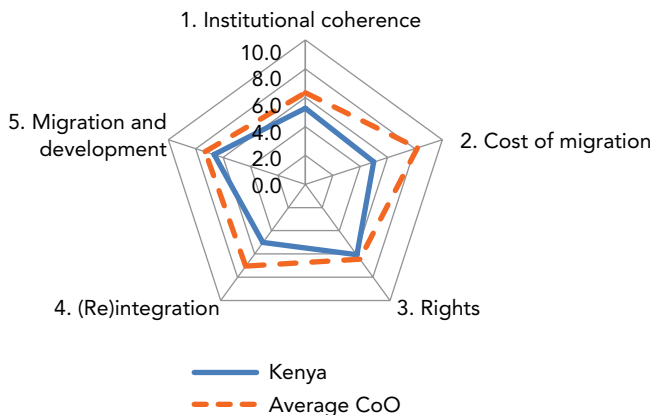 1. Institutional coherence
10.0
8.0
6.0
4.0
2.0
0.0
5. Migration and
development
2. Cost of migration
4. (Re)integration
3. Rights
Kenya
Average CoO